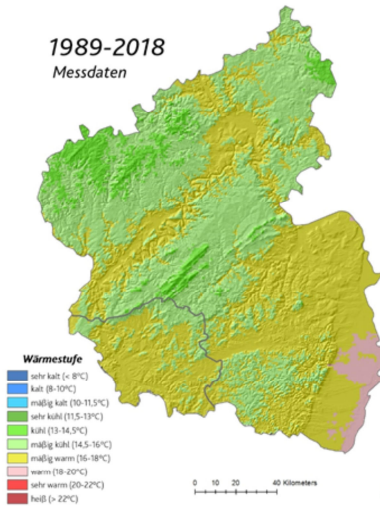 1989-2018
Messdaten
Wärmestufe
sehr kalt (< 8°C)
kalt (8-10°C)
mäßig kalt (10-11,5°C)
sehr kühl (11,5-13°C)
kühl (13-14,5°C)
mäßig kühl (14,5-16°C)
mäßig warm (16-18°C)
warm (18-20°C)
sehr warm (20-22°C)
heiß (> 22°C)
0 20 40 Kilometers